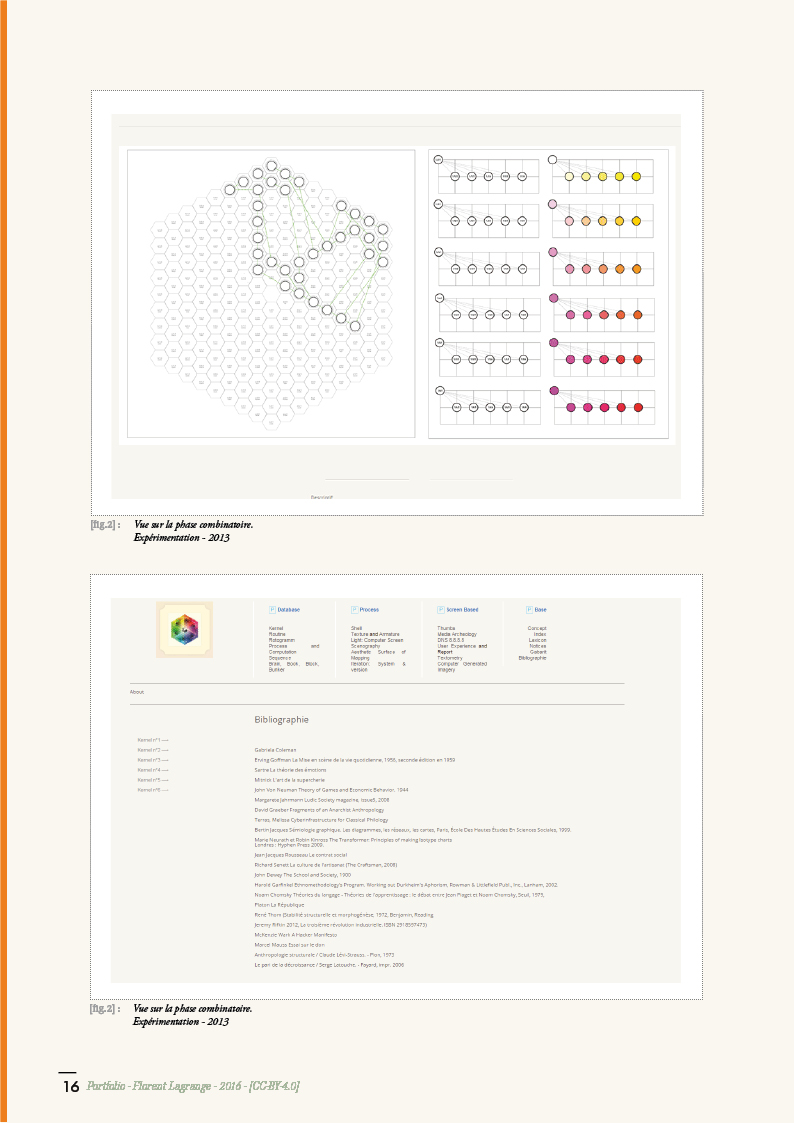 Descriptif
[fig.2] : Vue sur la phase combinatoire.
Expérimentation - 2013
Database
Kernel
Routine
Rotogramm
Process and
Computation
Sequence
Brain, Book, Block,
Bunker
Process
Shell
Texture and Armature
Light: Computer Screen
Scenography
Aesthetic Surface of
Mapping
Iteration: System &
version
Screen Based
Thumbs
Media Archeology
DNS 8.8.8.8
User Experience and
Report
Textometry
Computer Generated
Imagery
Base
Concept
Index
Lexicon
Notices
Gabarit
Bibliographie
About
Bibliographie
Kernel n°1 —
Kernel n°2 —
Kernel n°3 —
Kernel n°4 —
Kernel n°5 —
Kernel n°6 —
Gabriela Coleman
Erving Goffman La Mise en scène de la vie quotidienne, 1956, seconde édition en 1959
Sartre La théorie des émotions
Mitnick L'art de la supercherie
John Von Neuman Theory of Games and Economic Behavior, 1944
Margarete Jahrmann Ludic Society magazine, issue5, 2008
David Graeber Fragments of an Anarchist Anthropology
Terras, Melissa Cyberinfrastructure for Classical Philology
Bertin Jacques Sémiologie graphique. Les diagrammes, les réseaux, les cartes, Paris, Ecole Des Hautes Études En Sciences Sociales, 1999.
Marie Neurath et Robin Kinross The Transformer: Principles of making Isotype charts
Londres : Hyphen Press 2009.
Jean Jacques Rousseau Le contrat social
Richard Senett La culture de l'artisanat (The Craftsman, 2008)
John Dewey The School and Society, 1900
Harold Garfinkel Ethnomethodology's Program, Working out Durkheim's Aphorism, Rowman & Littlefield Publ., Inc., Lanham, 2002.
Noam Chomsky Théories du langage - Théories de l'apprentissage : le débat entre Jean Piaget et Noam Chomsky, Seuil, 1979,
Platon La République
René Thom (Stabilité structurelle et morphogénèse, 1972, Benjamin, Reading
Jeremy Rifkin 2012, La troisième révolution industrielle, (ISBN 2918597473)
McKenzie Wark A Hacker Manifesto
Marcel Mauss Essai sur le don
Anthropologie structurale / Claude Lévi-Strauss. - Plon, 1973
Le pari de la décroissance / Serge Latouche. - Fayard, impr. 2006
[fig.2] : Vue sur la phase combinatoire.
Expérimentation - 2013
16 Portfolio - Florent Lagrange - 2016 - [CC-BY-4.0]